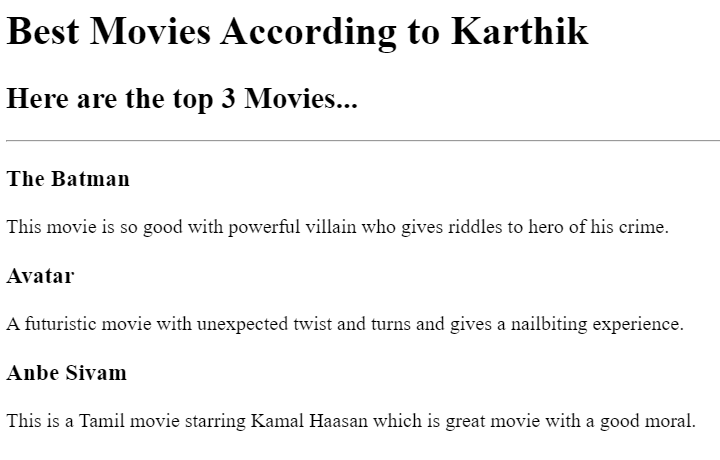 Best Movies According to Karthik
Here are the top 3 Movies...
The Batman
This movie is so good with powerful villain who gives riddles to hero of his crime.
Avatar
A futuristic movie with unexpected twist and turns and gives a nailbiting experience.
Anbe Sivam
This is a Tamil movie starring Kamal Haasan which is great movie with a good moral.